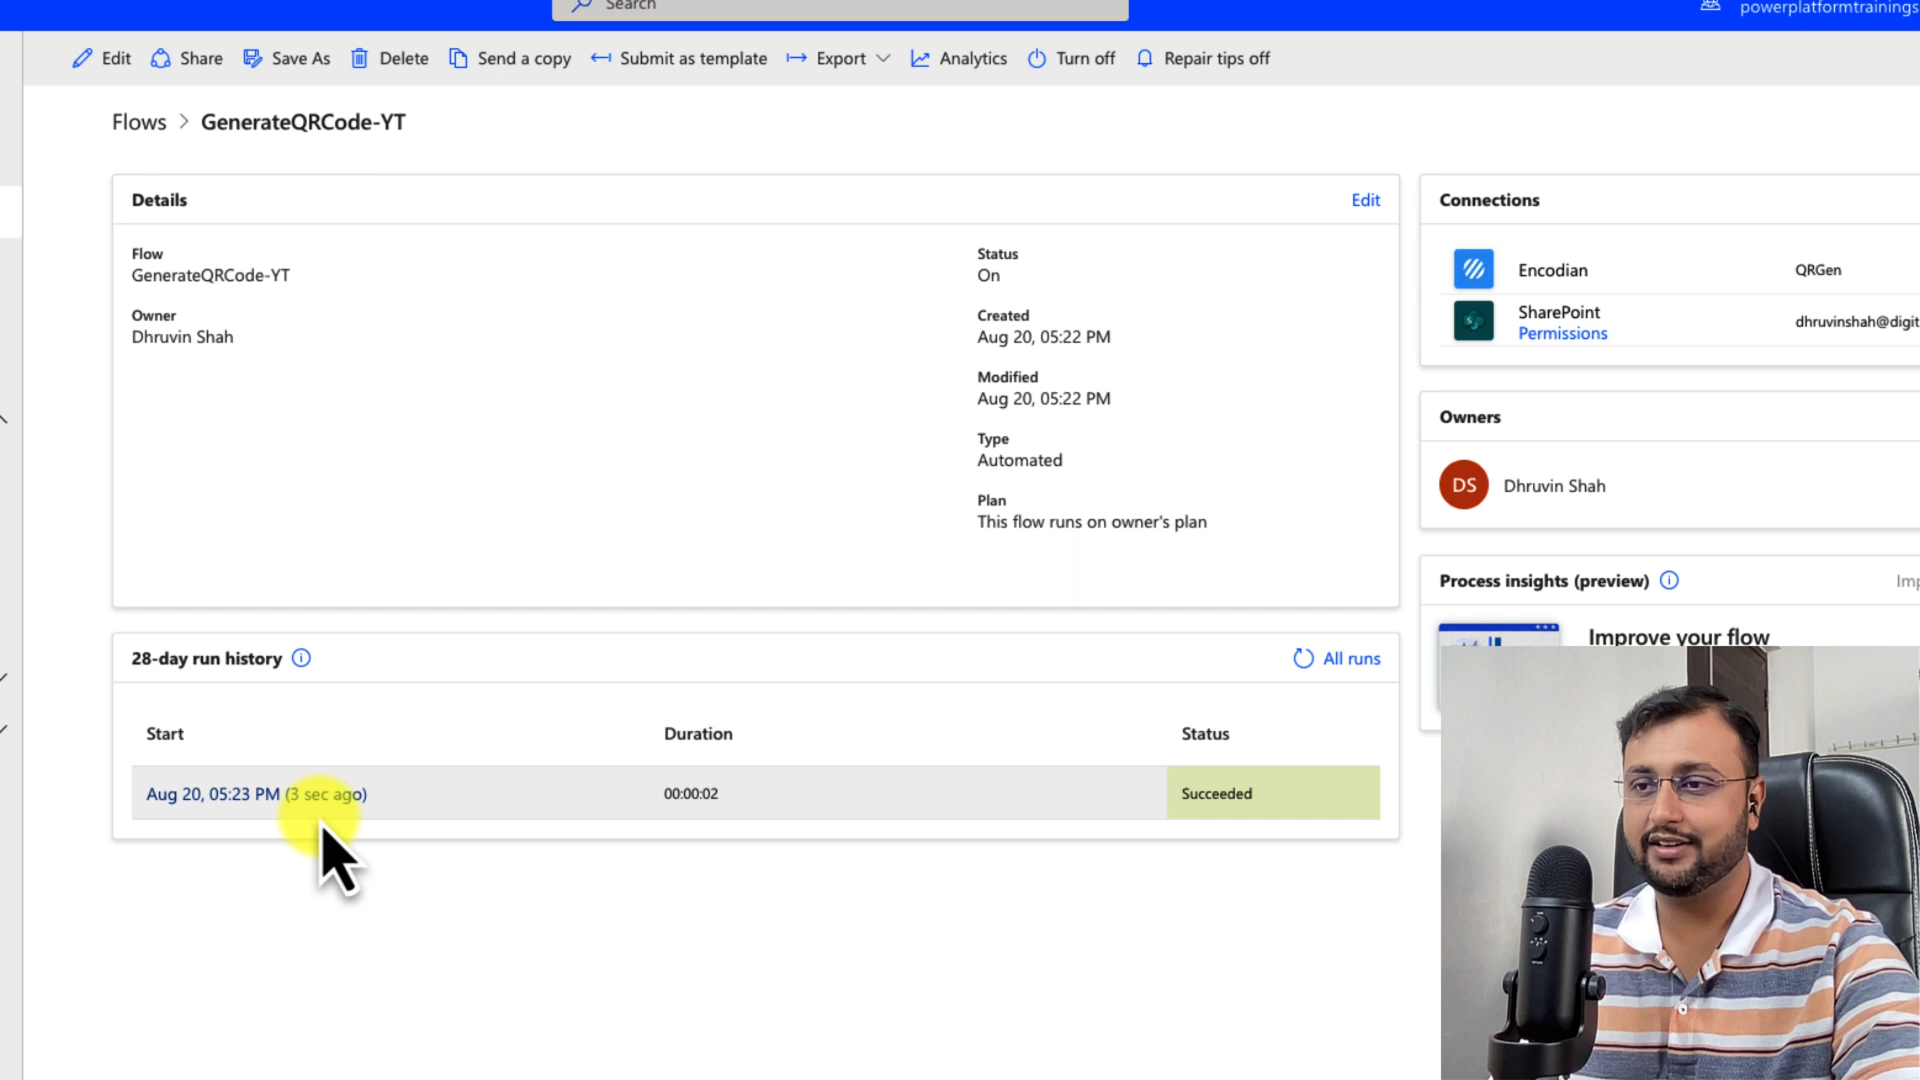 Search
powerplatformtrainings
Edit Share Save As Delete Send a copy Submit as template Export Analytics Turn off Repair tips off
Flows > GenerateQRCode-YT
Details Edit
Flow
GenerateQRCode-YT
Owner
Dhruvin Shah
Status
On
Created
Aug 20, 05:22 PM
Modified
Aug 20, 05:22 PM
Type
Automated
Plan
This flow runs on owner's plan
28-day run history All runs
Start Duration Status
Aug 20, 05:23 PM (3 sec ago) 00:00:02 Succeeded
Connections
Encodian QRGen
SharePoint
Permissions
dhruvinshah@digit
Owners
DS Dhruvin Shah
Process insights (preview) Imp
Improve your flow